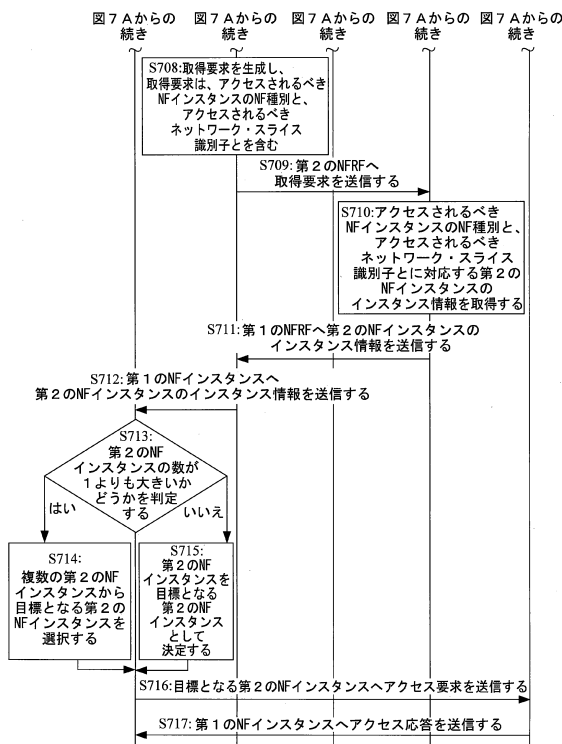 図７Ａからの 図７Ａからの 図７Ａからの 図７Ａからの 図７Ａからの
続き 続き 続き 続き 続き
S708:取得要求を生成し、
取得要求は、アクセスされるべき
NFインスタンスのNF種別と、
アクセスされるべき
ネットワーク・スライス
識別子とを含む
S709:第２のNFRFへ
取得要求を送信する
S710:アクセスされるべき
NFインスタンスのNF種別と、
アクセスされるべき
ネットワーク・スライス
識別子とに対応する第２の
NFインスタンスの
インスタンス情報を取得する
S711:第１のNFRFへ第２のNFインスタンスの
インスタンス情報を送信する
S712:第１のNFインスタンスへ
第２のNFインスタンスのインスタンス情報を送信する
S713:
第２のNF
インスタンスの数が
１よりも大きいか
どうかを判定
する
はい いいえ
S714:
複数の第２のNF
インスタンスから
目標となる第２の
NFインスタンスを
選択する
S715:
第２のNF
インスタンスを
目標となる
第２のNF
インスタンス
として
決定する
S716:目標となる第２のNFインスタンスへアクセス要求を送信する
S717:第１のNFインスタンスへアクセス応答を送信する